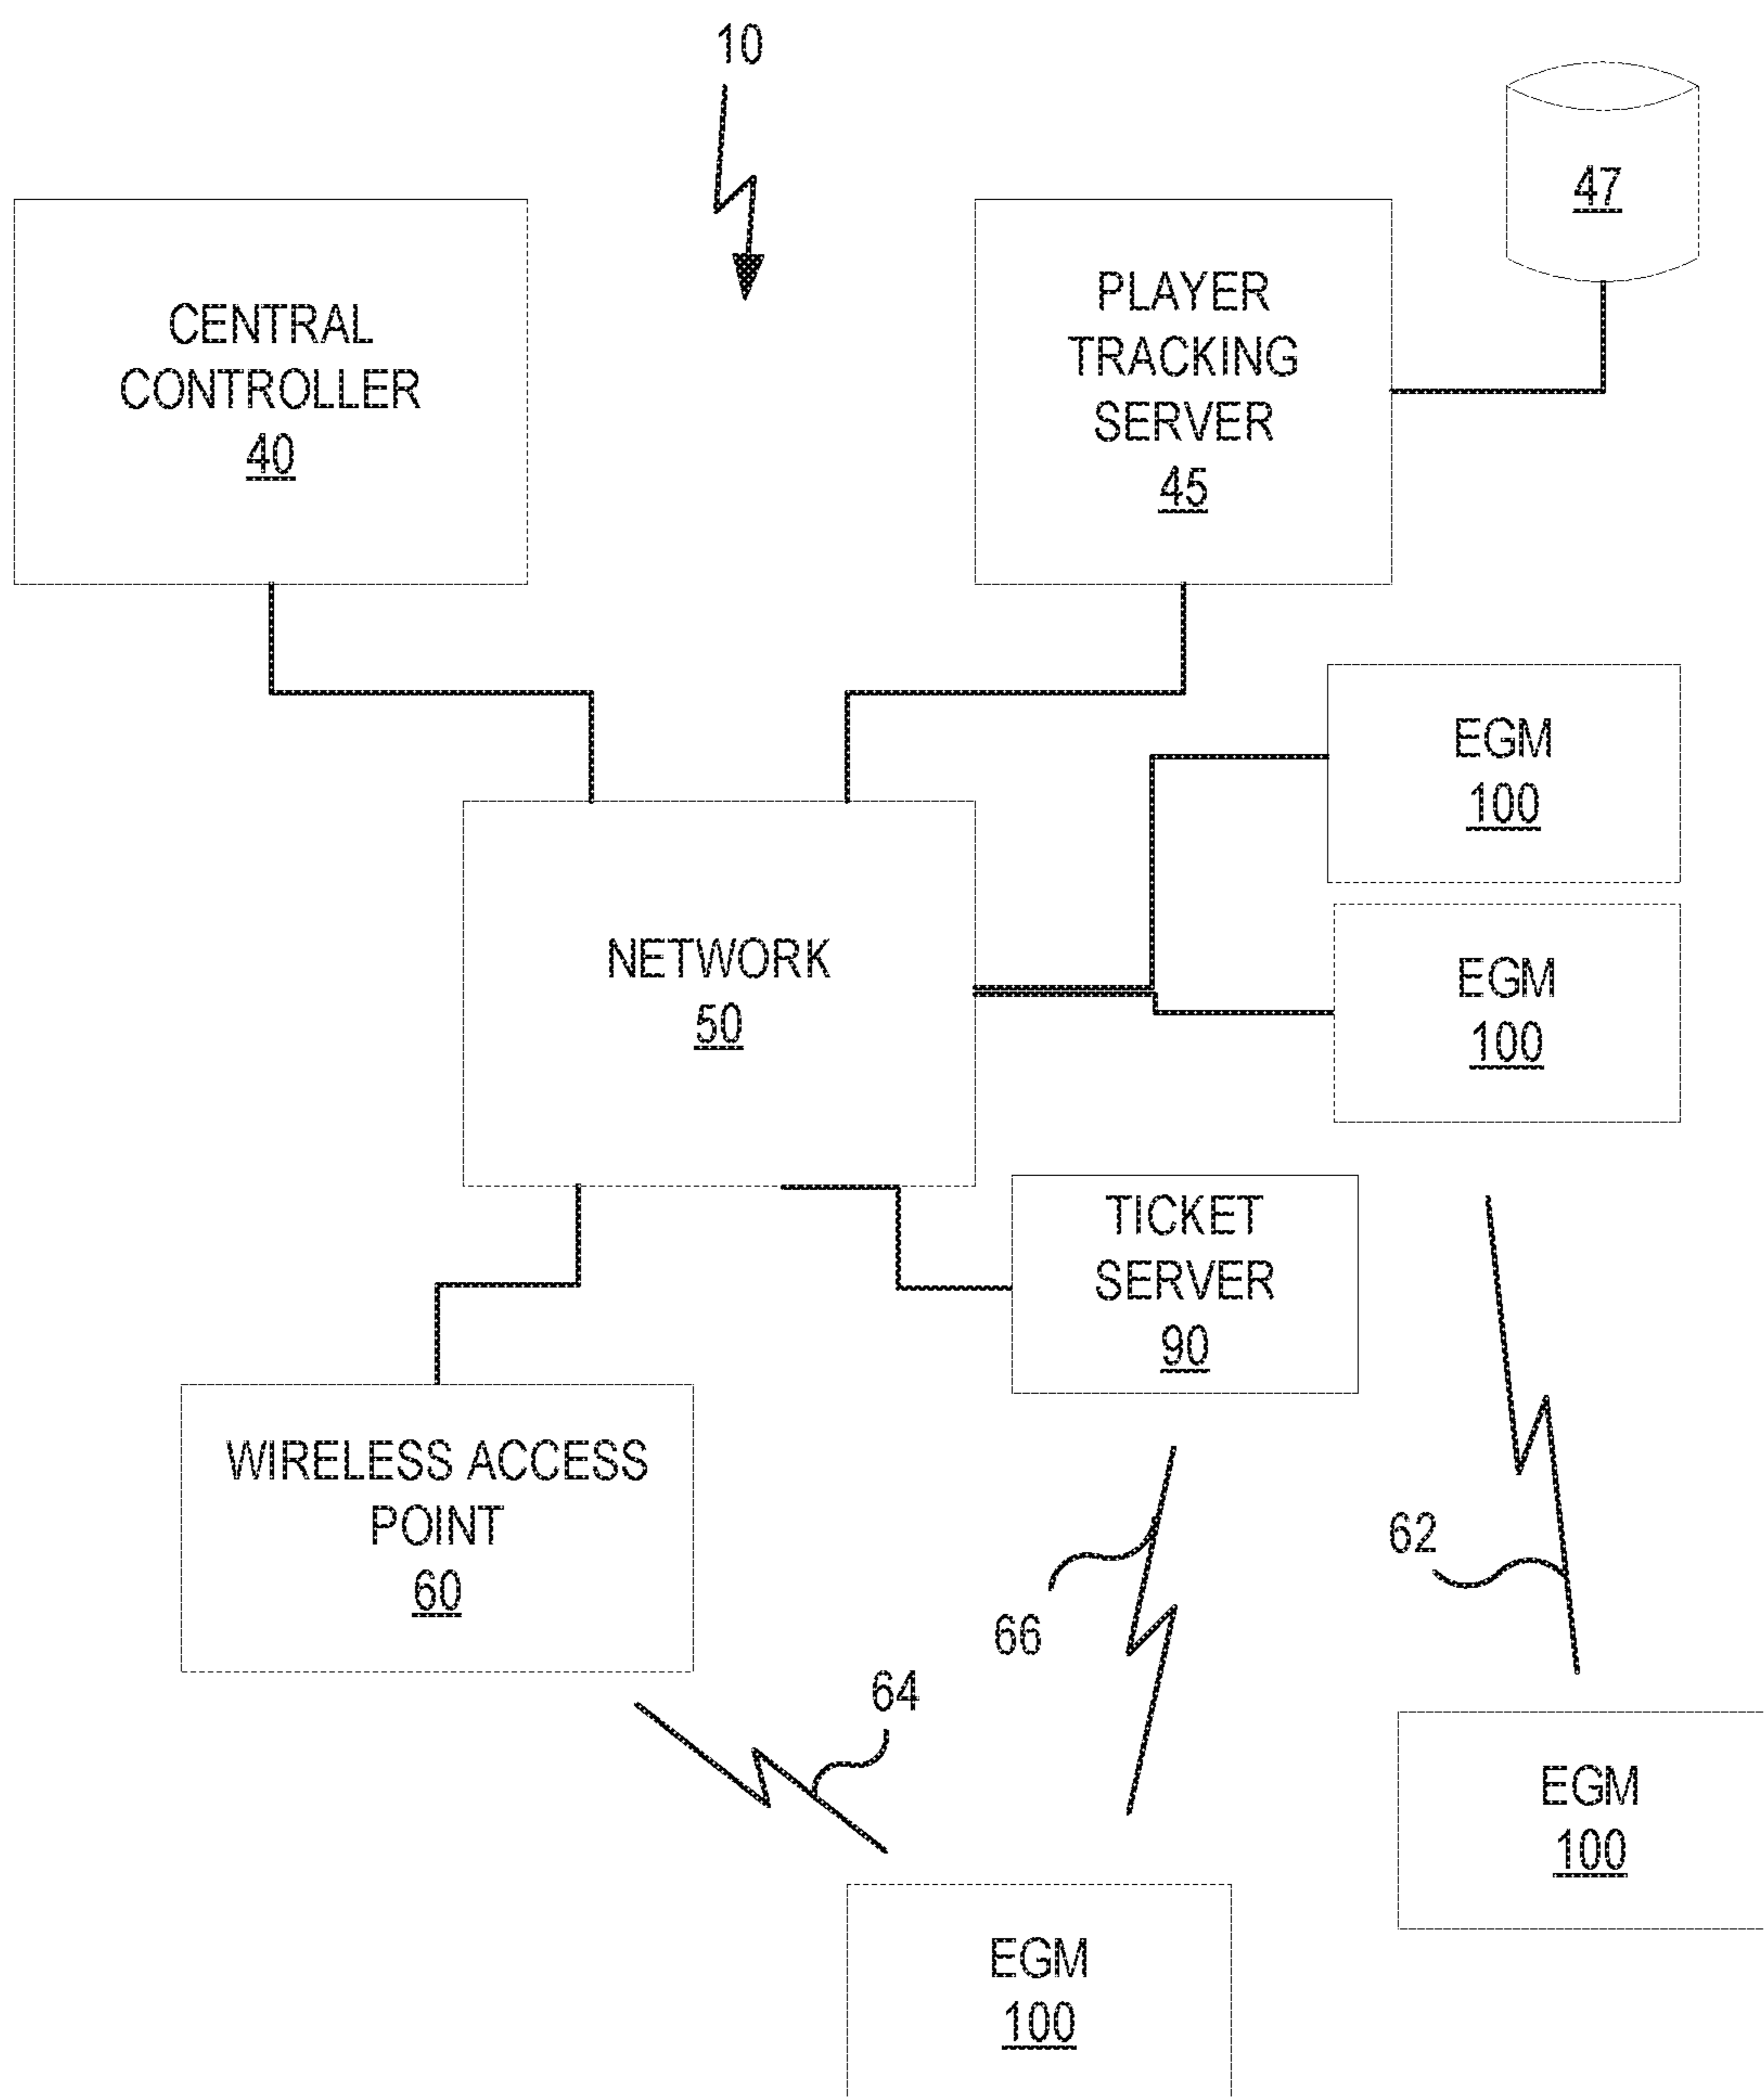 10
47
CENTRAL
CONTROLLER
40
PLAYER
TRACKING
SERVER
45
EGM
100
NETWORK
50
EGM
100
TICKET
SERVER
90
WIRELESS ACCESS
POINT
60
66
62
64
EGM
100
EGM
100